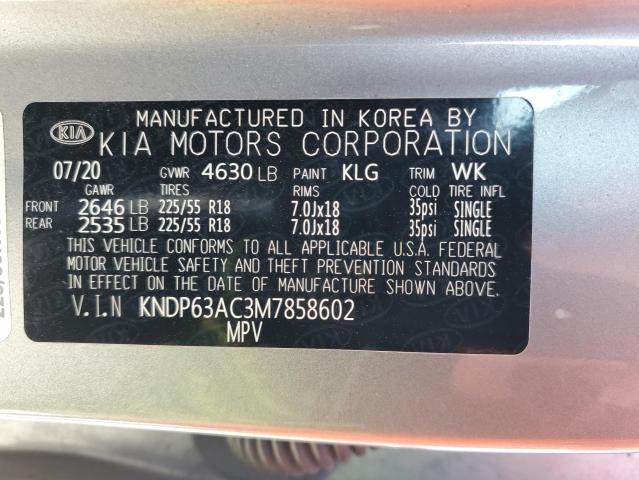 MANUFACTURED IN KOREA BY
KIA KIA MOTORS CORPORATION
07/20 GVWR 4630 LB PAINT KLG TRIM WK
GAWR TIRES RIMS COLD TIRE INFL
FRONT 2646 LB 225/55 R18 7.0Jx18 35psi SINGLE
REAR 2535 LB 225/55 R18 7.0Jx18 35psi SINGLE
THIS VEHICLE CONFORMS TO ALL APPLICABLE U.S.A. FEDERAL
MOTOR VEHICLE SAFETY AND THEFT PREVENTION STANDARDS
IN EFFECT ON THE DATE OF MANUFACTURE SHOWN ABOVE.
V.I.N KNDP63AC3M7858602
MPV